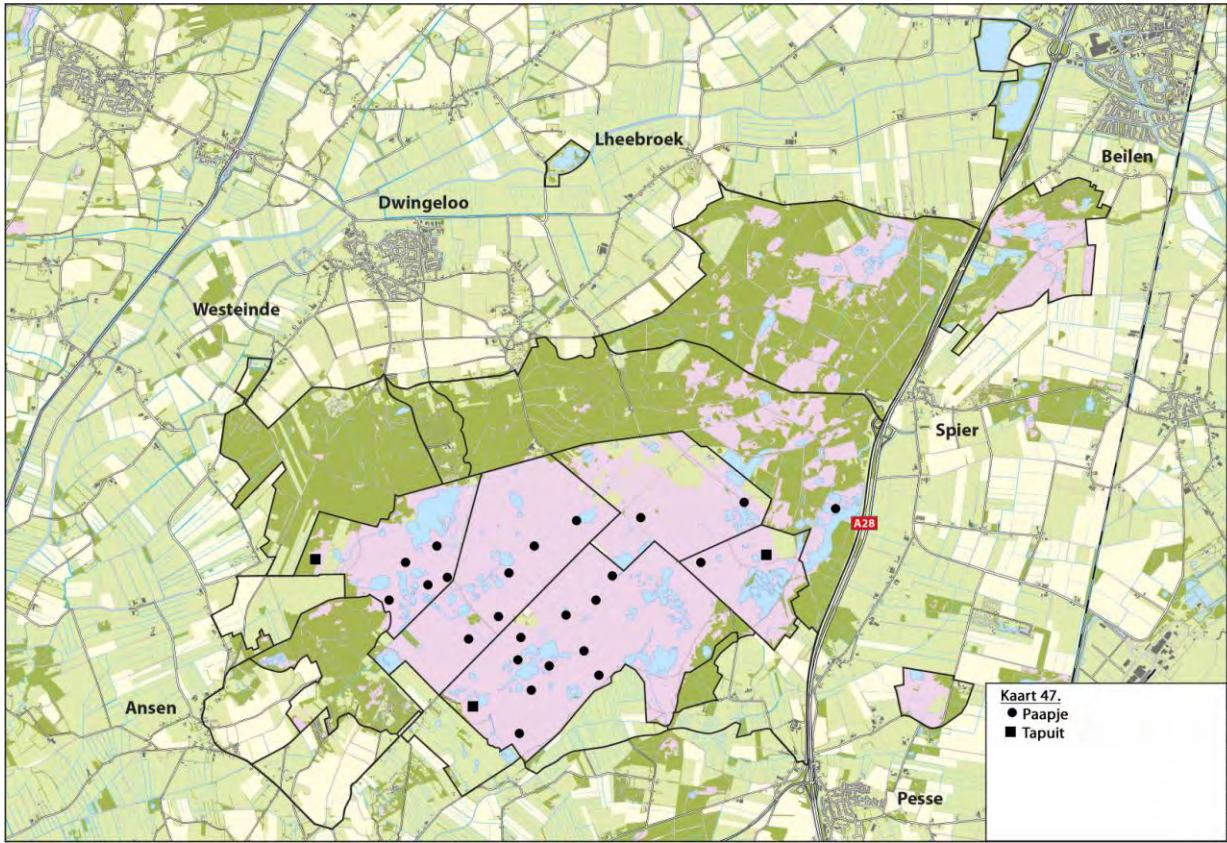 Lheebroek
Beilen
Dwingeloo
Westeinde
Spier
A28
Ansen
Pesse
Kaart 47.
Paapje
Tapuit